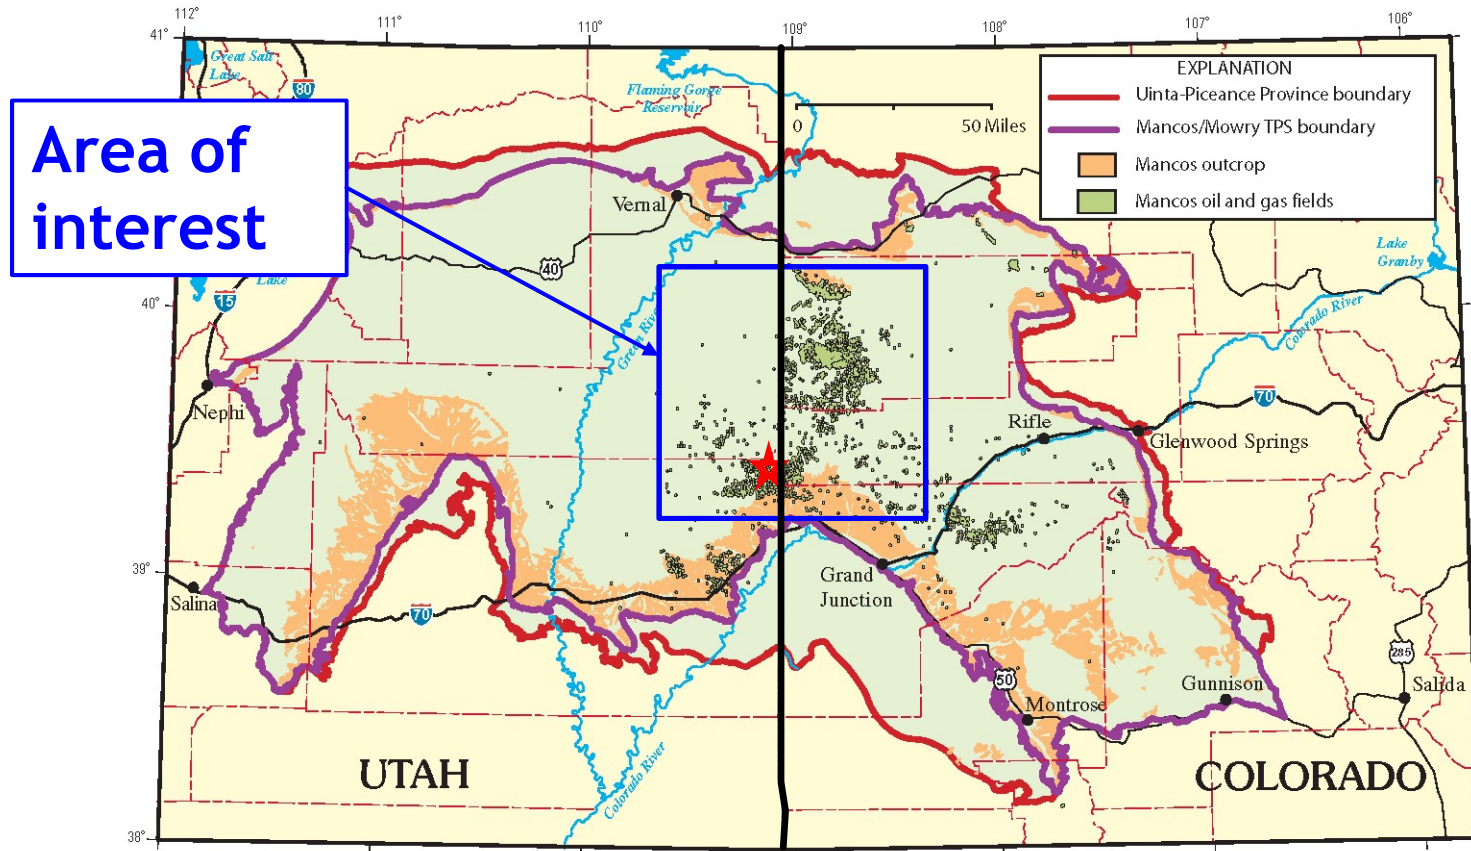 112°
111°
110°
109°
108°
107°
106°
41°
Great Salt
Lake
80
Flaming Gorge
Reservoir
0
50 Miles
EXPLANATION
Uinta-Piceance Province boundary
Mancos/Mowry TPS boundary
Mancos outcrop
Mancos oil and gas fields
Area of
interest
Vernal
40
Lake
Lake
Granby
40°
15
Green River
Colorado River
Nephi
70
Rifle
Glenwood Springs
39°
Salina
70
Grand
Junction
50
Montrose
Gunnison
285
Salida
UTAH
Colorado River
COLORADO
38°